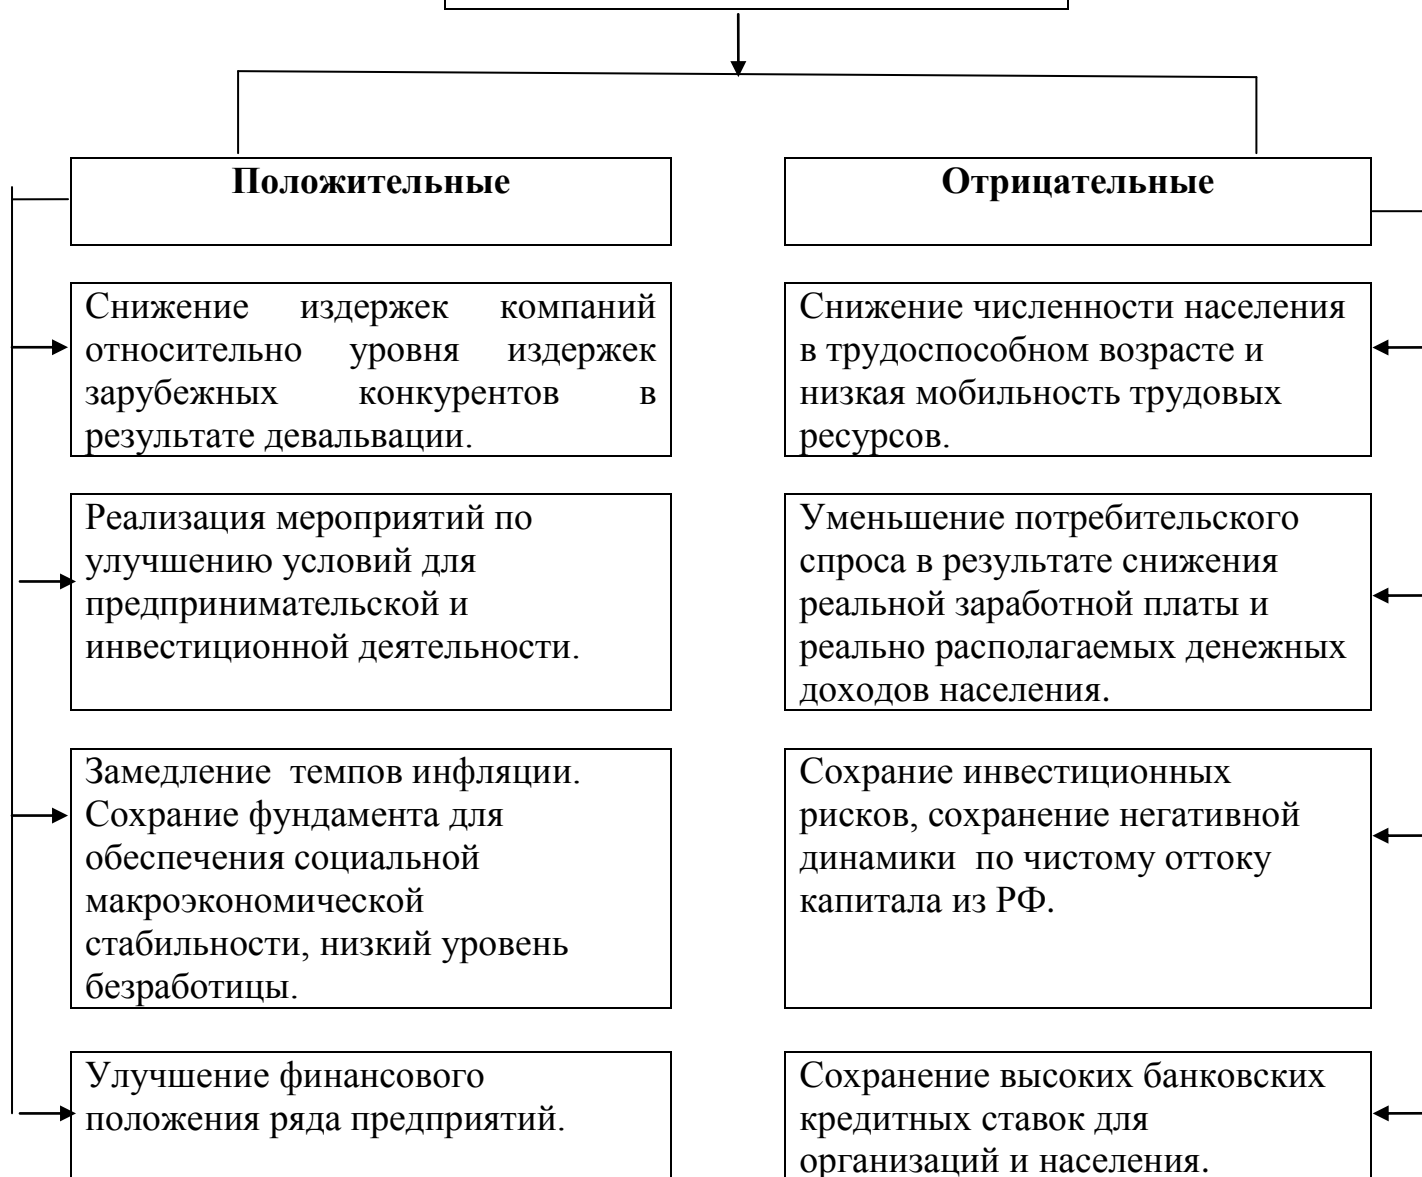 Положительные
Снижение издержек компаний
относительно уровня издержек
зарубежных конкурентов в
результате девальвации.
Реализация мероприятий по
улучшению условий для
предпринимательской и
инвестиционной деятельности.
Замедление темпов инфляции.
Сохрание фундамента для
обеспечения социальной
макроэкономической
стабильности, низкий уровень
безработицы.
Улучшение финансового
положения ряда предприятий.
Отрицательные
Снижение численности населения
в трудоспособном возрасте и
низкая мобильность трудовых
ресурсов.
Уменьшение потребительского
спроса в результате снижения
реальной заработной платы и
реально располагаемых денежных
доходов населения.
Сохрание инвестиционных
рисков, сохранение негативной
динамики по чистому оттоку
капитала из РФ.
Сохранение высоких банковских
кредитных ставок для
организаций и населения.